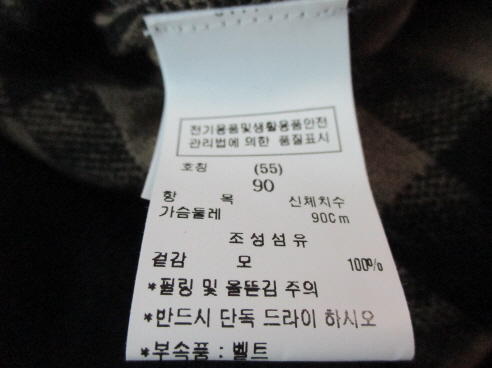 전기용품및생활용품안전
관리법에 의한 품질표시
호칭 (55)
90
항 목 신체치수
가슴둘레 90Cm
조성섬유
겉감 모 100%
*필링 및 올뜯김 주의
*반드시 단독 드라이 하시오
*부속품 : 벨트